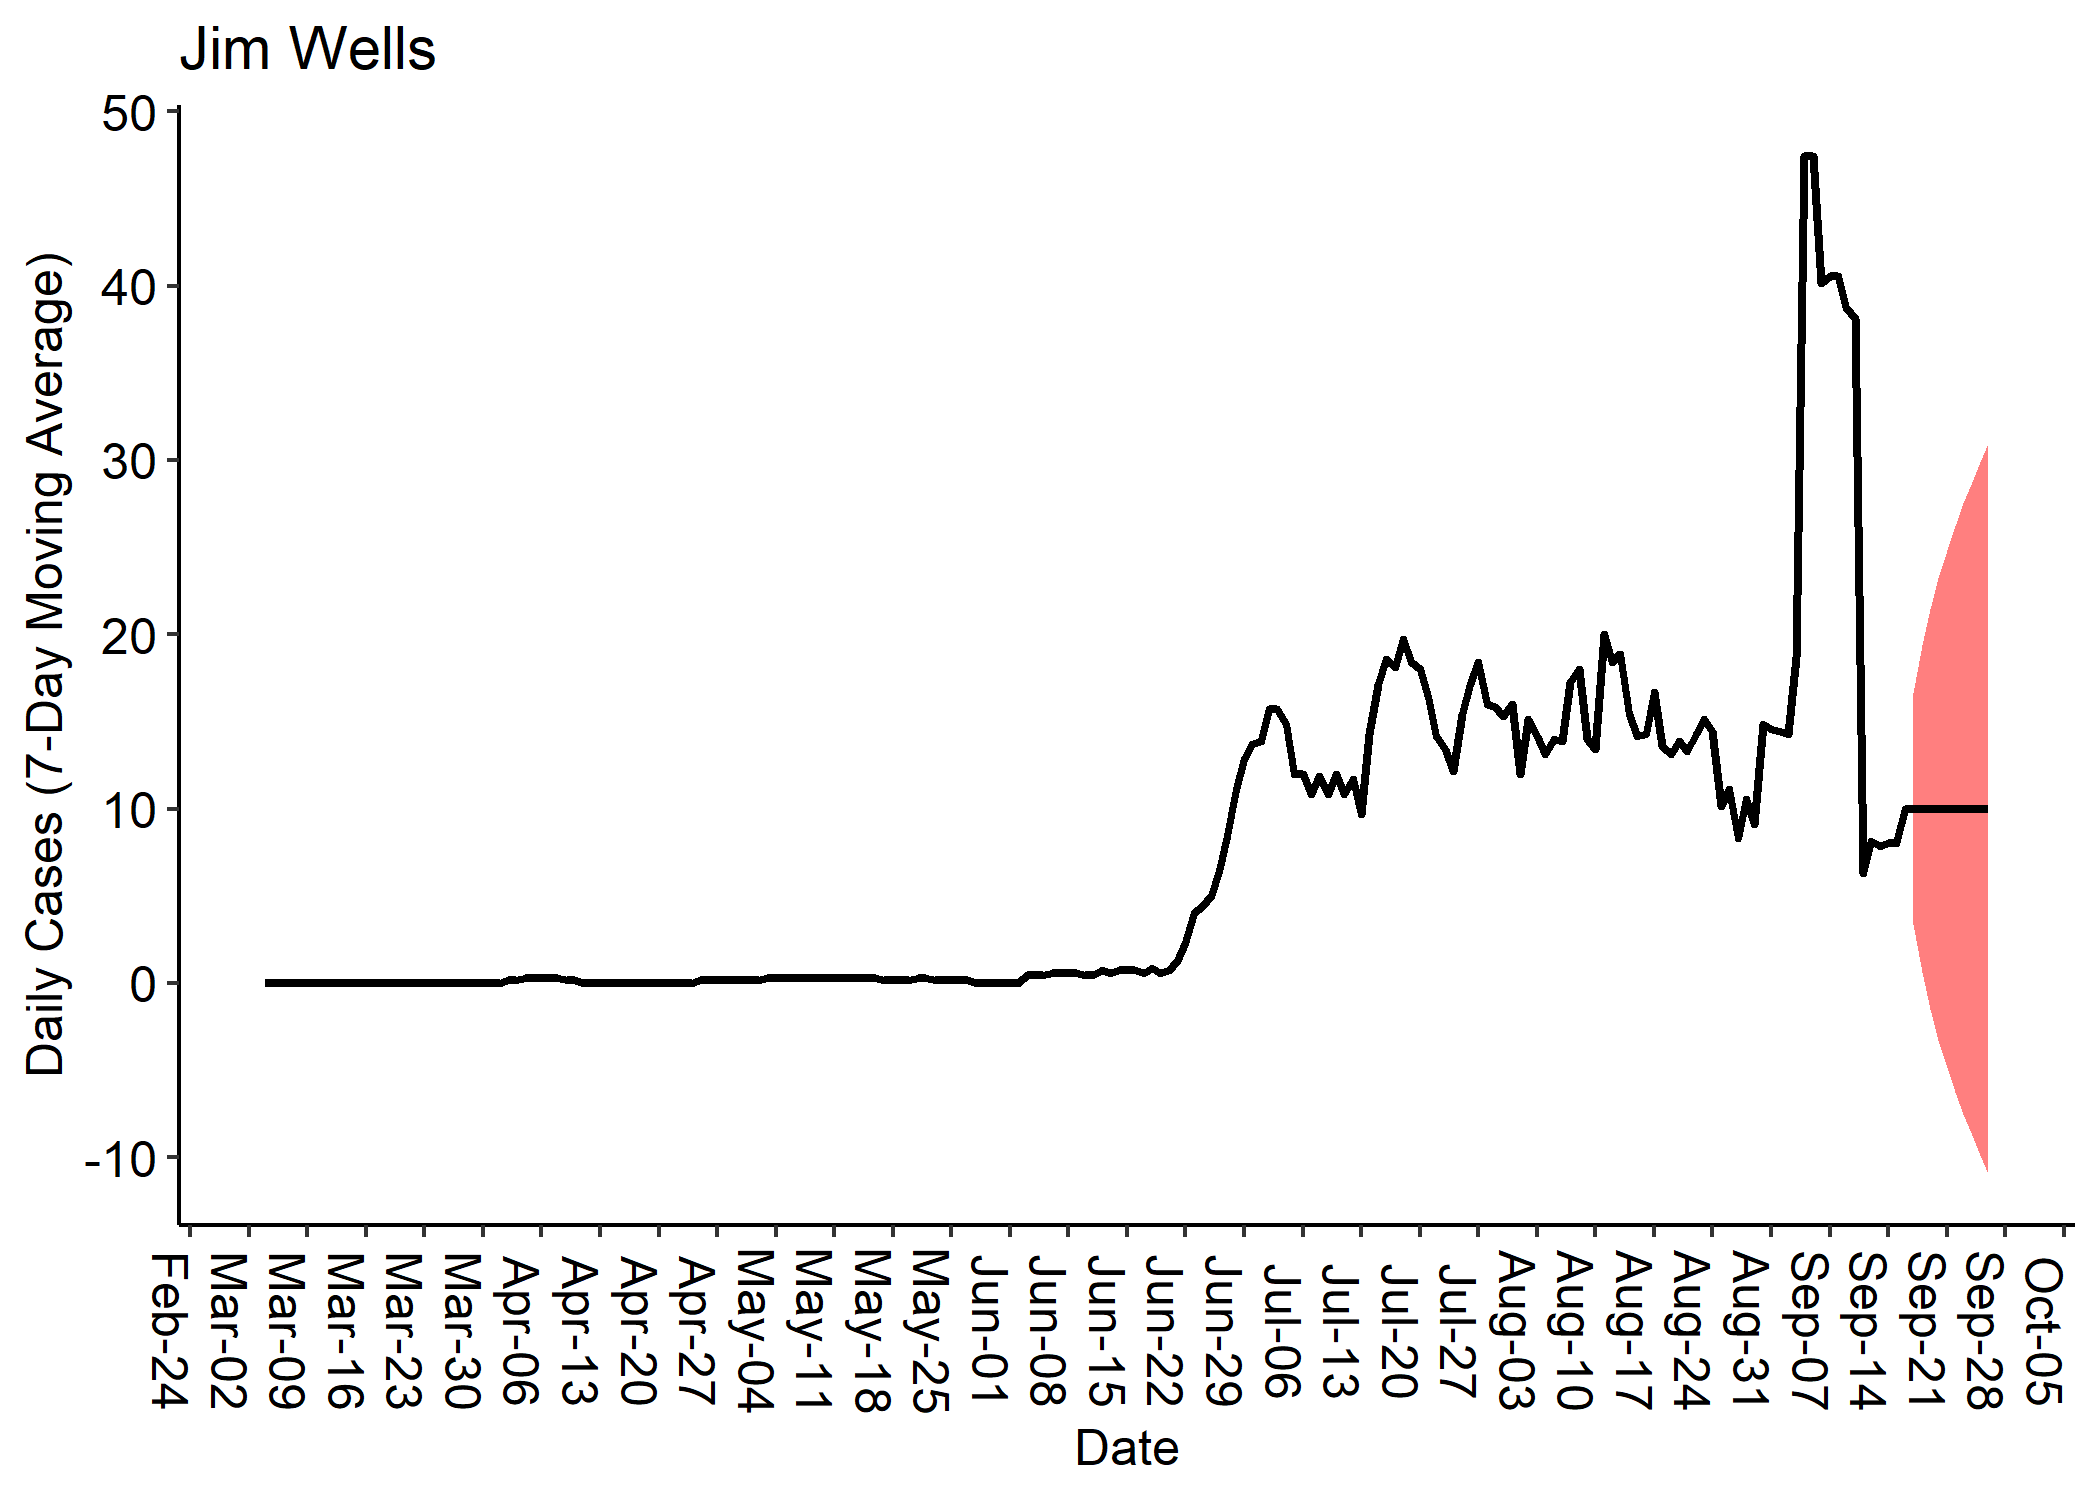 Jim Wells
Daily Cases (7-Day Moving Average)
50
40
30
20
10
0
-10
Feb-24
Mar-02
Mar-09
Mar-16
Mar-23
Mar-30
Apr-06
Apr-13
Apr-20
Apr-27
May-04
May-11
May-18
May-25
Jun-01
Jun-08
Jun-15
Jun-22
Jun-29
Jul-06
Jul-13
Jul-20
Jul-27
Aug-03
Aug-10
Aug-17
Aug-24
Aug-31
Sep-07
Sep-14
Sep-21
Sep-28
Oct-05
Date